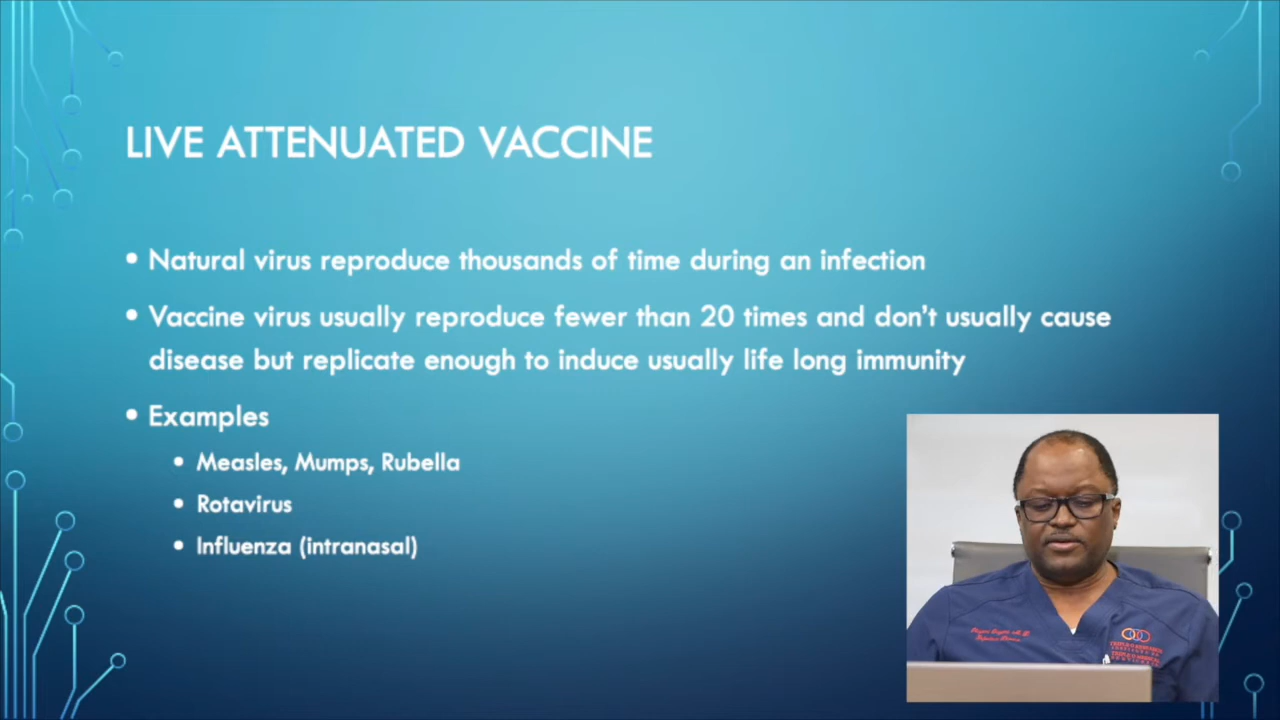 LIVE ATTENUATED VACCINE
• Natural virus reproduce thousands of time during an infection
• Vaccine virus usually reproduce fewer than 20 times and don't usually cause
disease but replicate enough to induce usually life long immunity
• Examples
• Measles, Mumps, Rubella
• Rotavirus
• Influenza (intranasal)